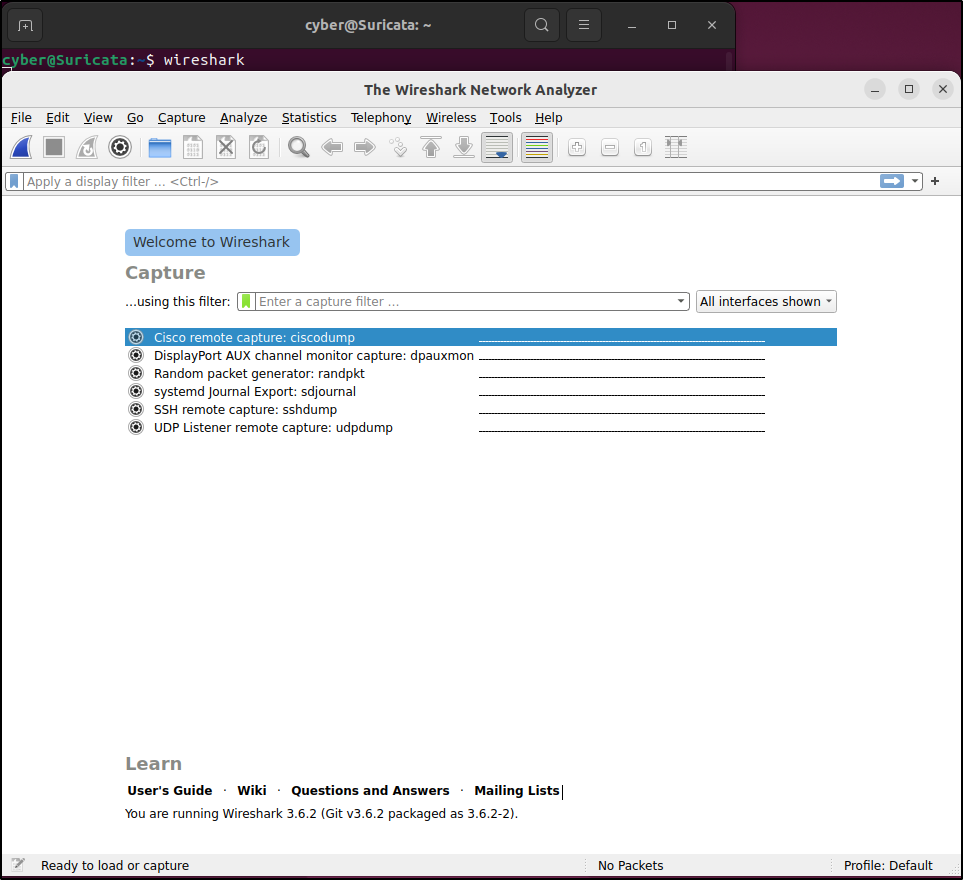 cyber@Suricata: ~
cyber@Suricata:~$ wireshark
The Wireshark Network Analyzer
File Edit View Go Capture Analyze Statistics Telephony Wireless Tools Help
Apply a display filter ... <Ctrl-/>
Welcome to Wireshark
Capture
...using this filter: Enter a capture filter ... All interfaces shown
Cisco remote capture: ciscodump
DisplayPort AUX channel monitor capture: dpauxmon
Random packet generator: randpkt
systemd Journal Export: sdjournal
SSH remote capture: sshdump
UDP Listener remote capture: udpdump
Learn
User's Guide · Wiki · Questions and Answers · Mailing Lists
You are running Wireshark 3.6.2 (Git v3.6.2 packaged as 3.6.2-2).
Ready to load or capture No Packets Profile: Default